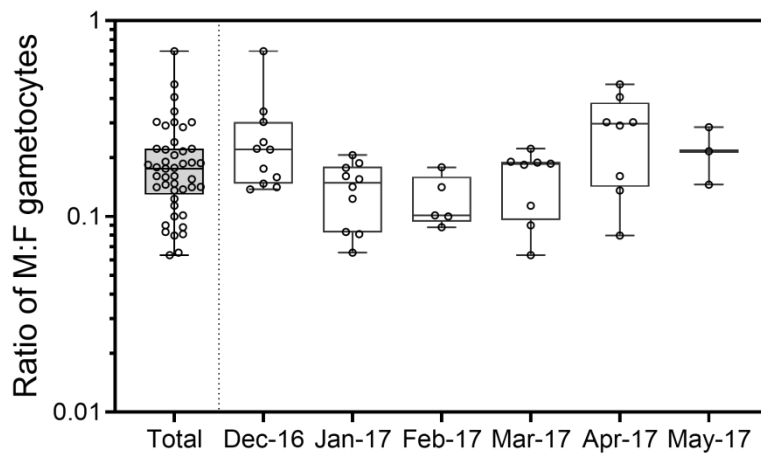 Ratio of M:F gametocytes
1
0.1
0.01
Total Dec-16 Jan-17 Feb-17 Mar-17 Apr-17 May-17